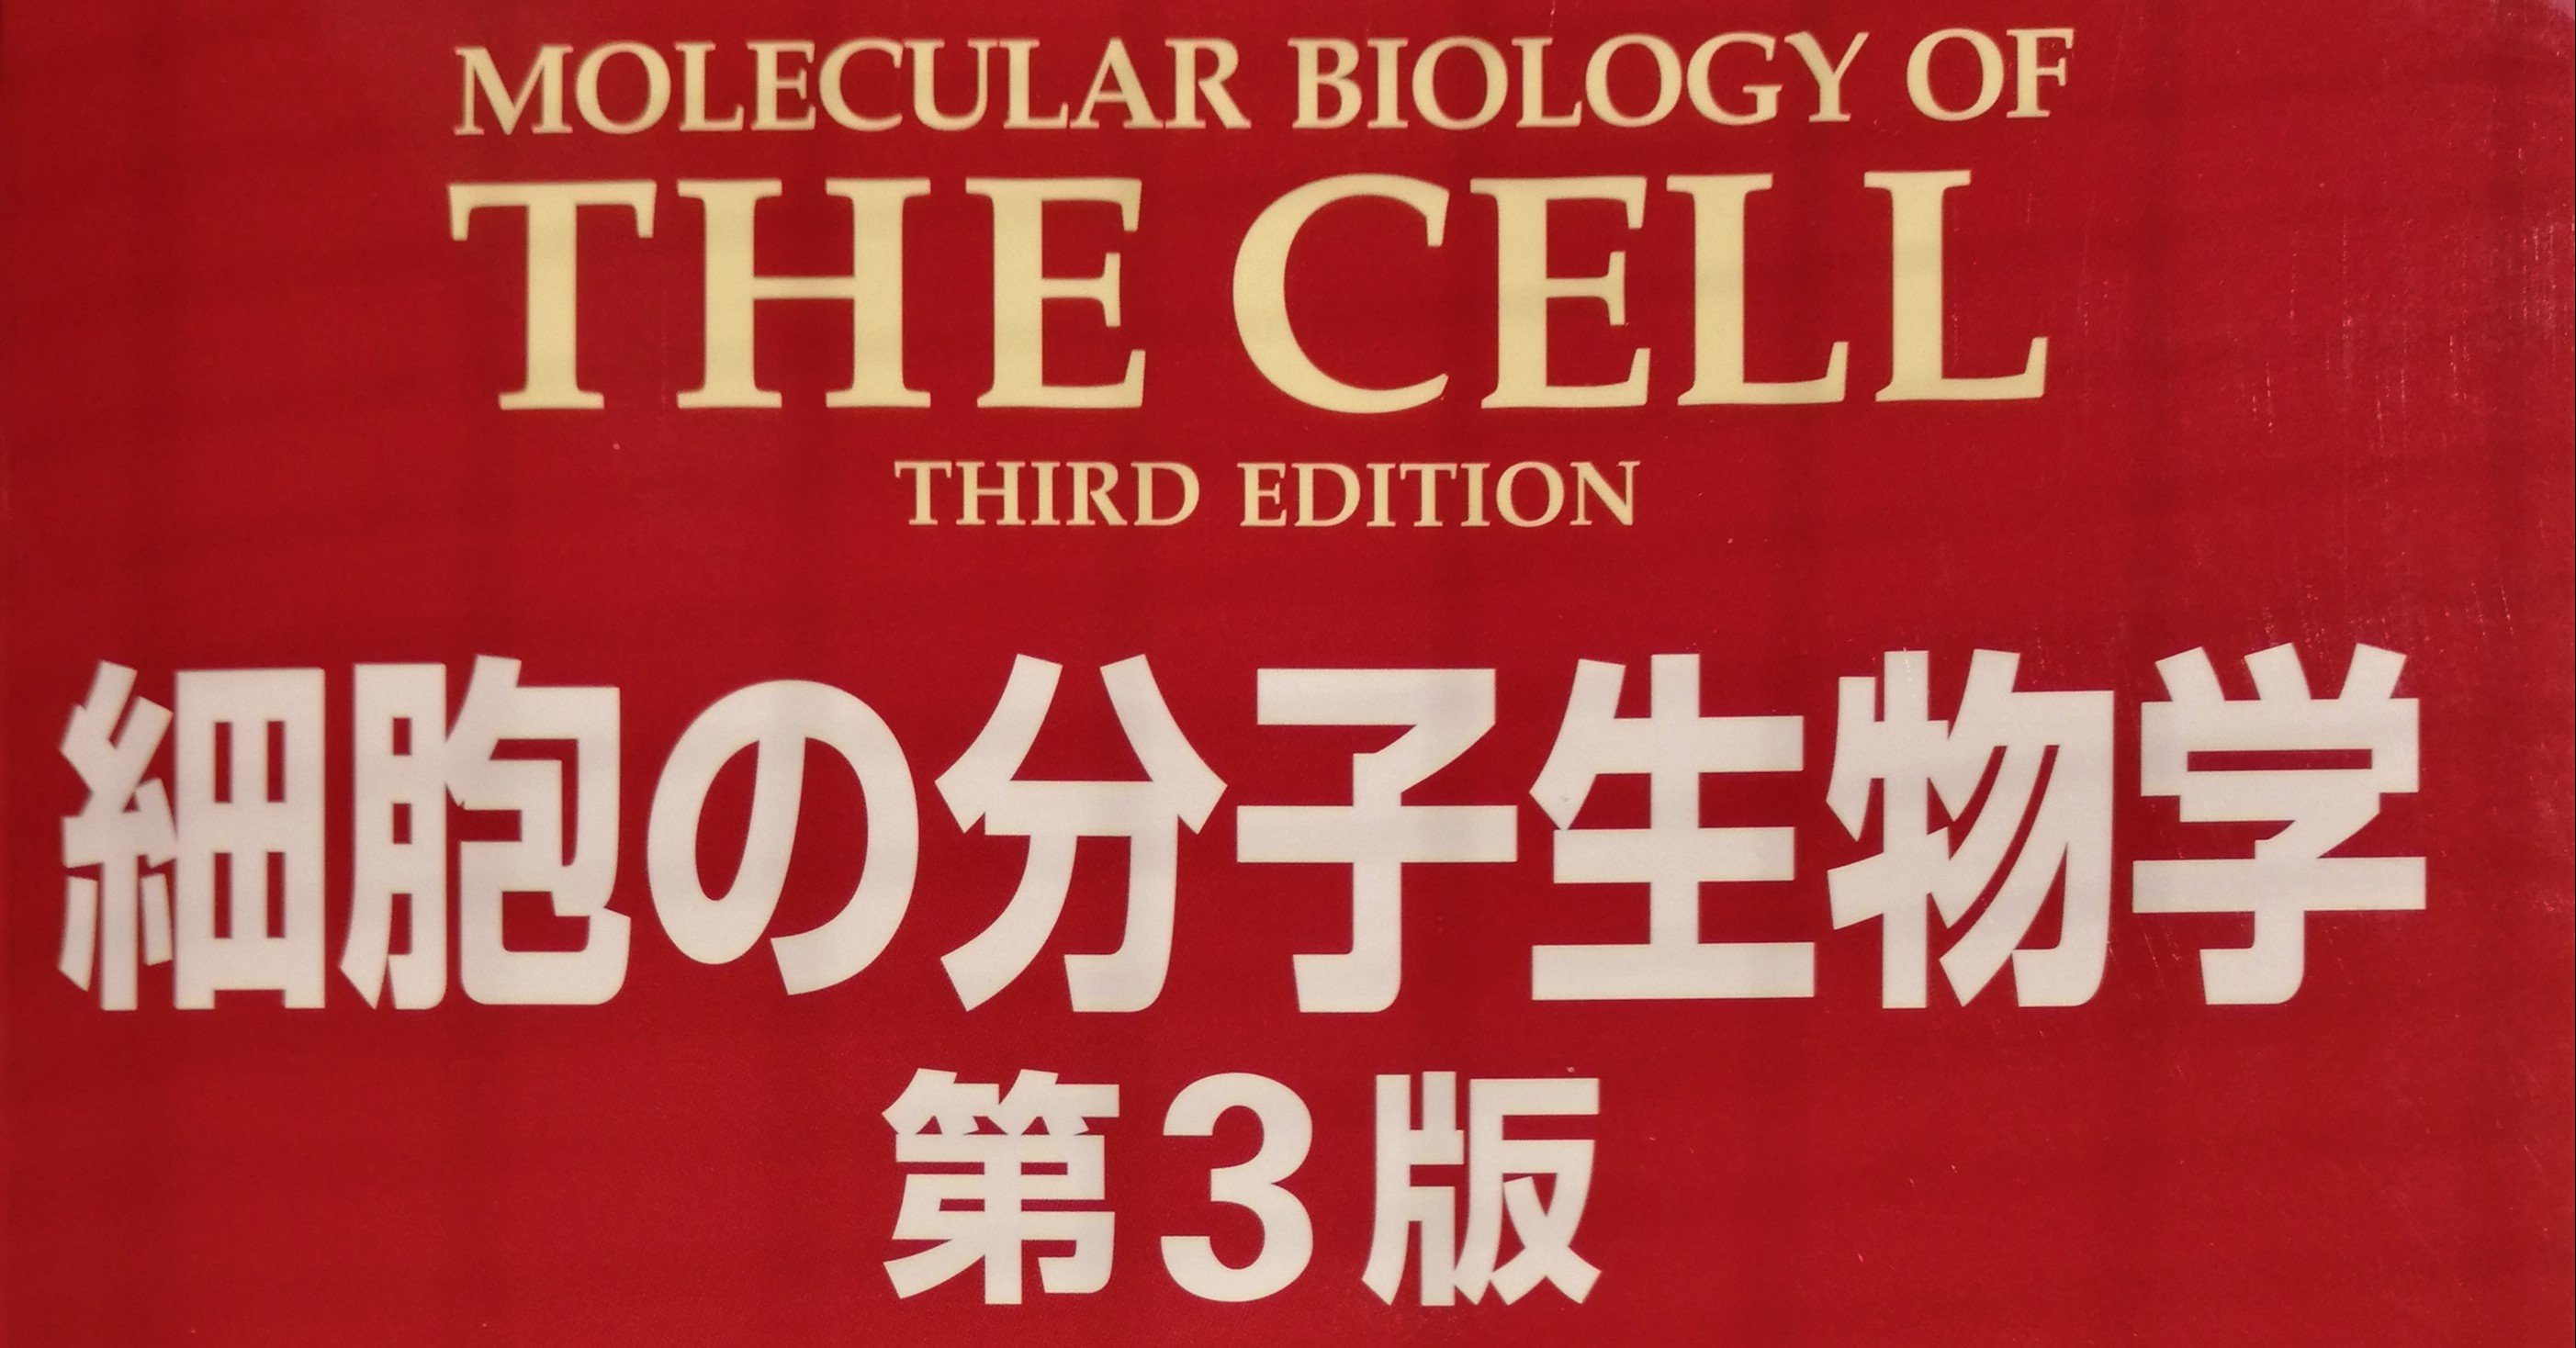 MOLECULAR BIOLOGY OF
THE CELL
THIRD EDITION
細胞の分子生物学
第3版